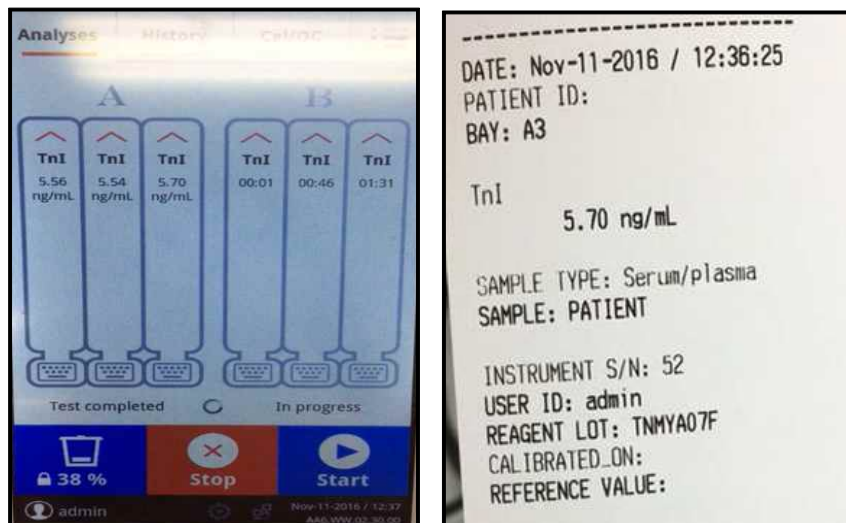 Analyses History Cal/QC
A B
TnI TnI TnI TnI TnI TnI
5.56 5.54 5.70 00:01 00:46 01:31
ng/mL ng/mL ng/mL
Test completed In progress
38 % Stop Start
admin Nov-11-2016 / 12:37
DATE: Nov-11-2016 / 12:36:25
PATIENT ID:
BAY: A3
TnI
5.70 ng/mL
SAMPLE TYPE: Serum/plasma
SAMPLE: PATIENT
INSTRUMENT S/N: 52
USER ID: admin
REAGENT LOT: TNMYA07F
CALIBRATED_ON:
REFERENCE VALUE: